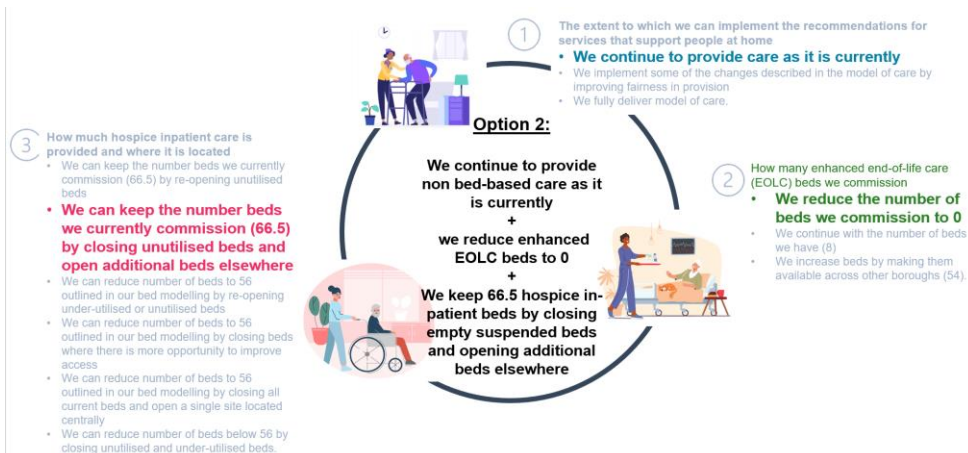 1
The extent to which we can implement the recommendations for
services that support people at home
• We continue to provide care as it is currently
• We implement some of the changes described in the model of care by
improving fairness in provision
• We fully deliver model of care.
Option 2:
We continue to provide
non bed-based care as it
is currently
+
we reduce enhanced
EOLC beds to 0
+
We keep 66.5 hospice in-
patient beds by closing
empty suspended beds
and opening additional
beds elsewhere
2
How many enhanced end-of-life care
(EOLC) beds we commission
• We reduce the number of
beds we commission to 0
• We continue with the number of beds
we have (8)
• We increase beds by making them
available across other boroughs (54).
3
How much hospice inpatient care is
provided and where it is located
• We can keep the number beds we currently
commission (66.5) by re-opening unutilised
beds
• We can keep the number beds
we currently commission (66.5)
by closing unutilised beds and
open additional beds elsewhere
• We can reduce number of beds to 56
outlined in our bed modelling by re-opening
under-utilised or unutilised beds
• We can reduce number of beds to 56
outlined in our bed modelling by closing beds
where there is more opportunity to improve
access
• We can reduce number of beds to 56
outlined in our bed modelling by closing all
current beds and open a single site located
centrally
• We can reduce number of beds below 56 by
closing unutilised and under-utilised beds.